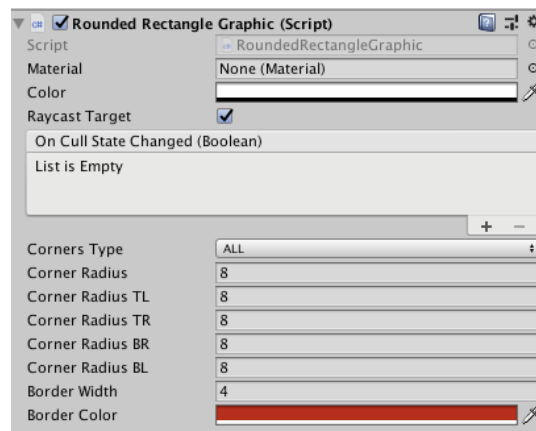 Rounded Rectangle Graphic (Script)
Script RoundedRectangleGraphic
Material None (Material)
Color
Raycast Target
On Cull State Changed (Boolean)
List is Empty
+ −
Corners Type ALL
Corner Radius 8
Corner Radius TL 8
Corner Radius TR 8
Corner Radius BR 8
Corner Radius BL 8
Border Width 4
Border Color